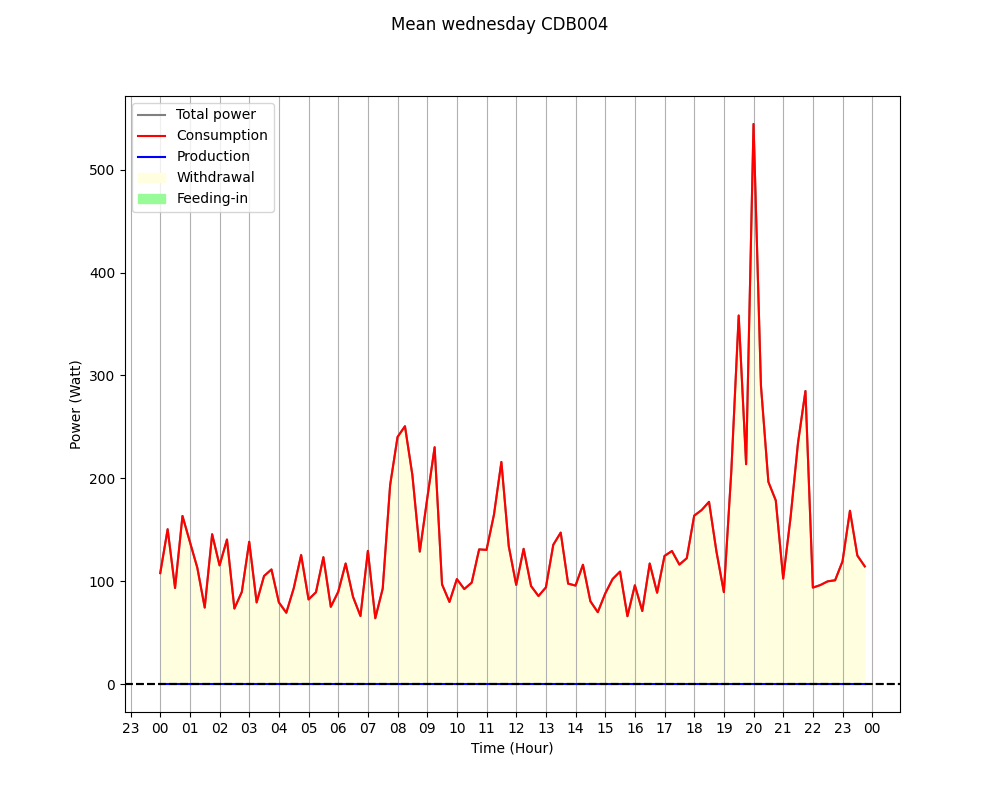 Mean wednesday CDB004
Total power
Consumption
Production
Withdrawal
Feeding-in
500
400
300
200
100
0
Power (Watt)
23 00 01 02 03 04 05 06 07 08 09 10 11 12 13 14 15 16 17 18 19 20 21 22 23 00
Time (Hour)